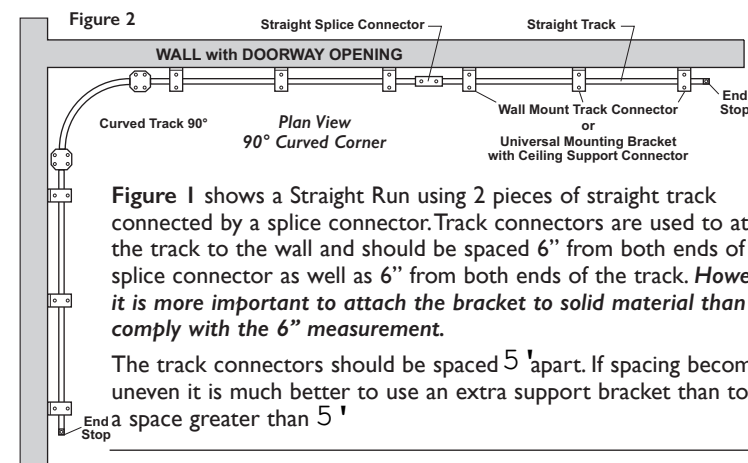 Figure 2
Straight Splice Connector
Straight Track
WALL with DOORWAY OPENING
End
Stop
Curved Track 90°
Plan View
90° Curved Corner
Wall Mount Track Connector
or
Universal Mounting Bracket
with Ceiling Support Connector
Figure 1 shows a Straight Run using 2 pieces of straight track
connected by a splice connector. Track connectors are used to at
the track to the wall and should be spaced 6” from both ends of
splice connector as well as 6” from both ends of the track. Howe
it is more important to attach the bracket to solid material than
comply with the 6” measurement.
The track connectors should be spaced 5 'apart. If spacing becom
uneven it is much better to use an extra support bracket than to
a space greater than 5 '
End
Stop